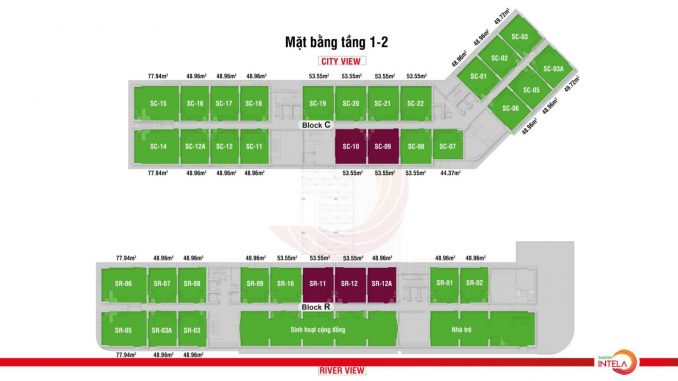 Mặt bằng tầng 1-2
CITY VIEW
49.72m²
48.96m²
48.96m²
SC-03
SC-02
SC-01
SC-03A
SC-05
SC-06
49.72m²
48.96m²
48.96m²
77.94m² 48.96m² 48.96m² 48.96m² 53.55m² 53.55m² 53.55m² 53.55m²
SC-15 SC-16 SC-17 SC-18 SC-19 SC-20 SC-21 SC-22
Block C
SC-14 SC-12A SC-12 SC-11 SC-10 SC-09 SC-08 SC-07
77.94m² 48.96m² 48.96m² 48.96m² 53.55m² 53.55m² 53.55m² 44.37m²
77.94m² 48.96m² 48.96m² 48.96m² 53.55m² 53.55m² 53.55m² 48.96m² 48.96m² 48.96m²
SR-06 SR-07 SR-08 SR-09 SR-10 SR-11 SR-12 SR-12A SR-01 SR-02
Block R
SR-05 SR-03A SR-03 Sinh hoạt cộng đồng Nhà trẻ
77.94m² 48.96m² 48.96m²
RIVER VIEW
SAIGON
INTELA